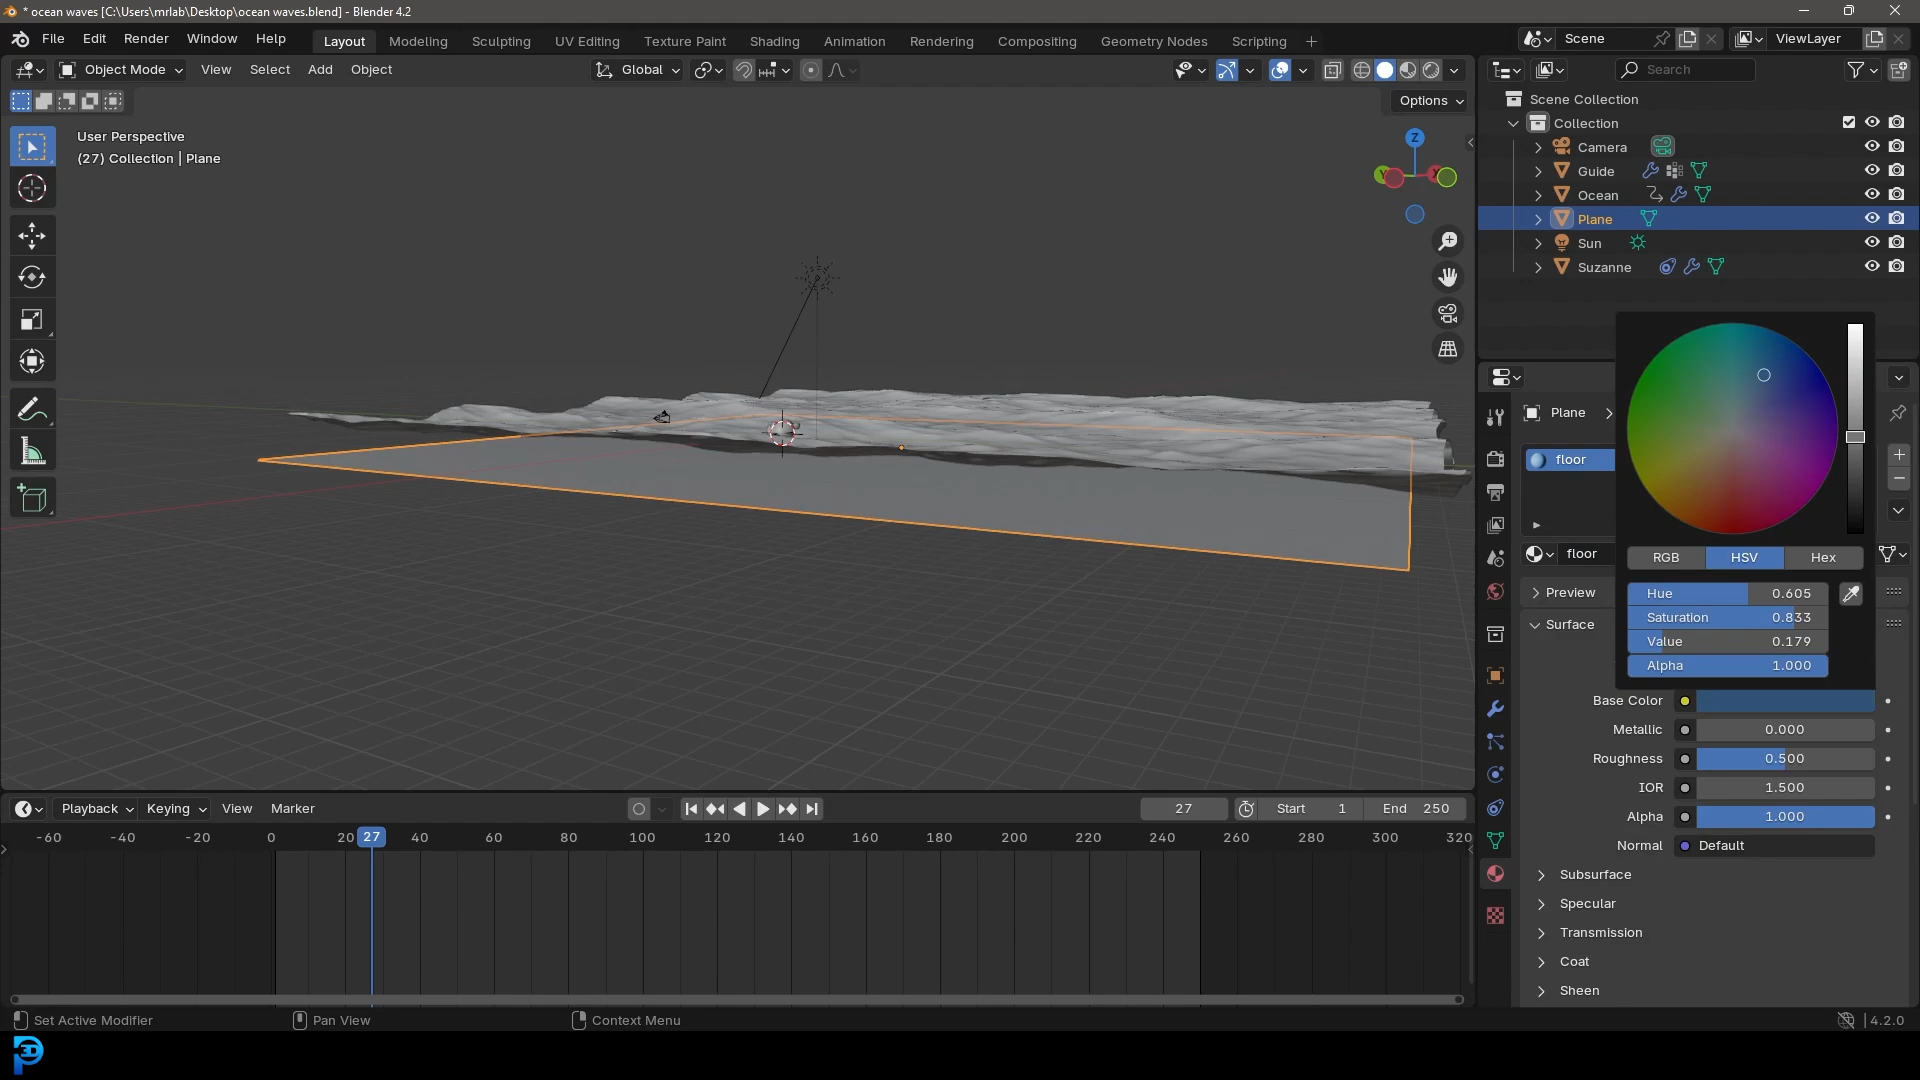 * ocean waves [C:\Users\mrlab\Desktop\ocean waves.blend] - Blender 4.2
File Edit Render Window Help Layout Modeling Sculpting UV Editing Texture Paint Shading Animation Rendering Compositing Geometry Nodes Scripting + Scene ViewLayer
Object Mode View Select Add Object Global Search
Options
User Perspective
(27) Collection | Plane
Z
Y X
Scene Collection
Collection
Camera
Guide
Ocean
Plane
Sun
Suzanne
Plane
floor
floor
RGB HSV Hex
Preview
Surface
Hue 0.605
Saturation 0.833
Value 0.179
Alpha 1.000
Base Color
Metallic 0.000
Roughness 0.500
IOR 1.500
Alpha 1.000
Normal Default
Subsurface
Specular
Transmission
Coat
Sheen
Playback Keying View Marker 27 Start 1 End 250
-60 -40 -20 0 20 27 40 60 80 100 120 140 160 180 200 220 240 260 280 300 320
Set Active Modifier Pan View Context Menu 4.2.0